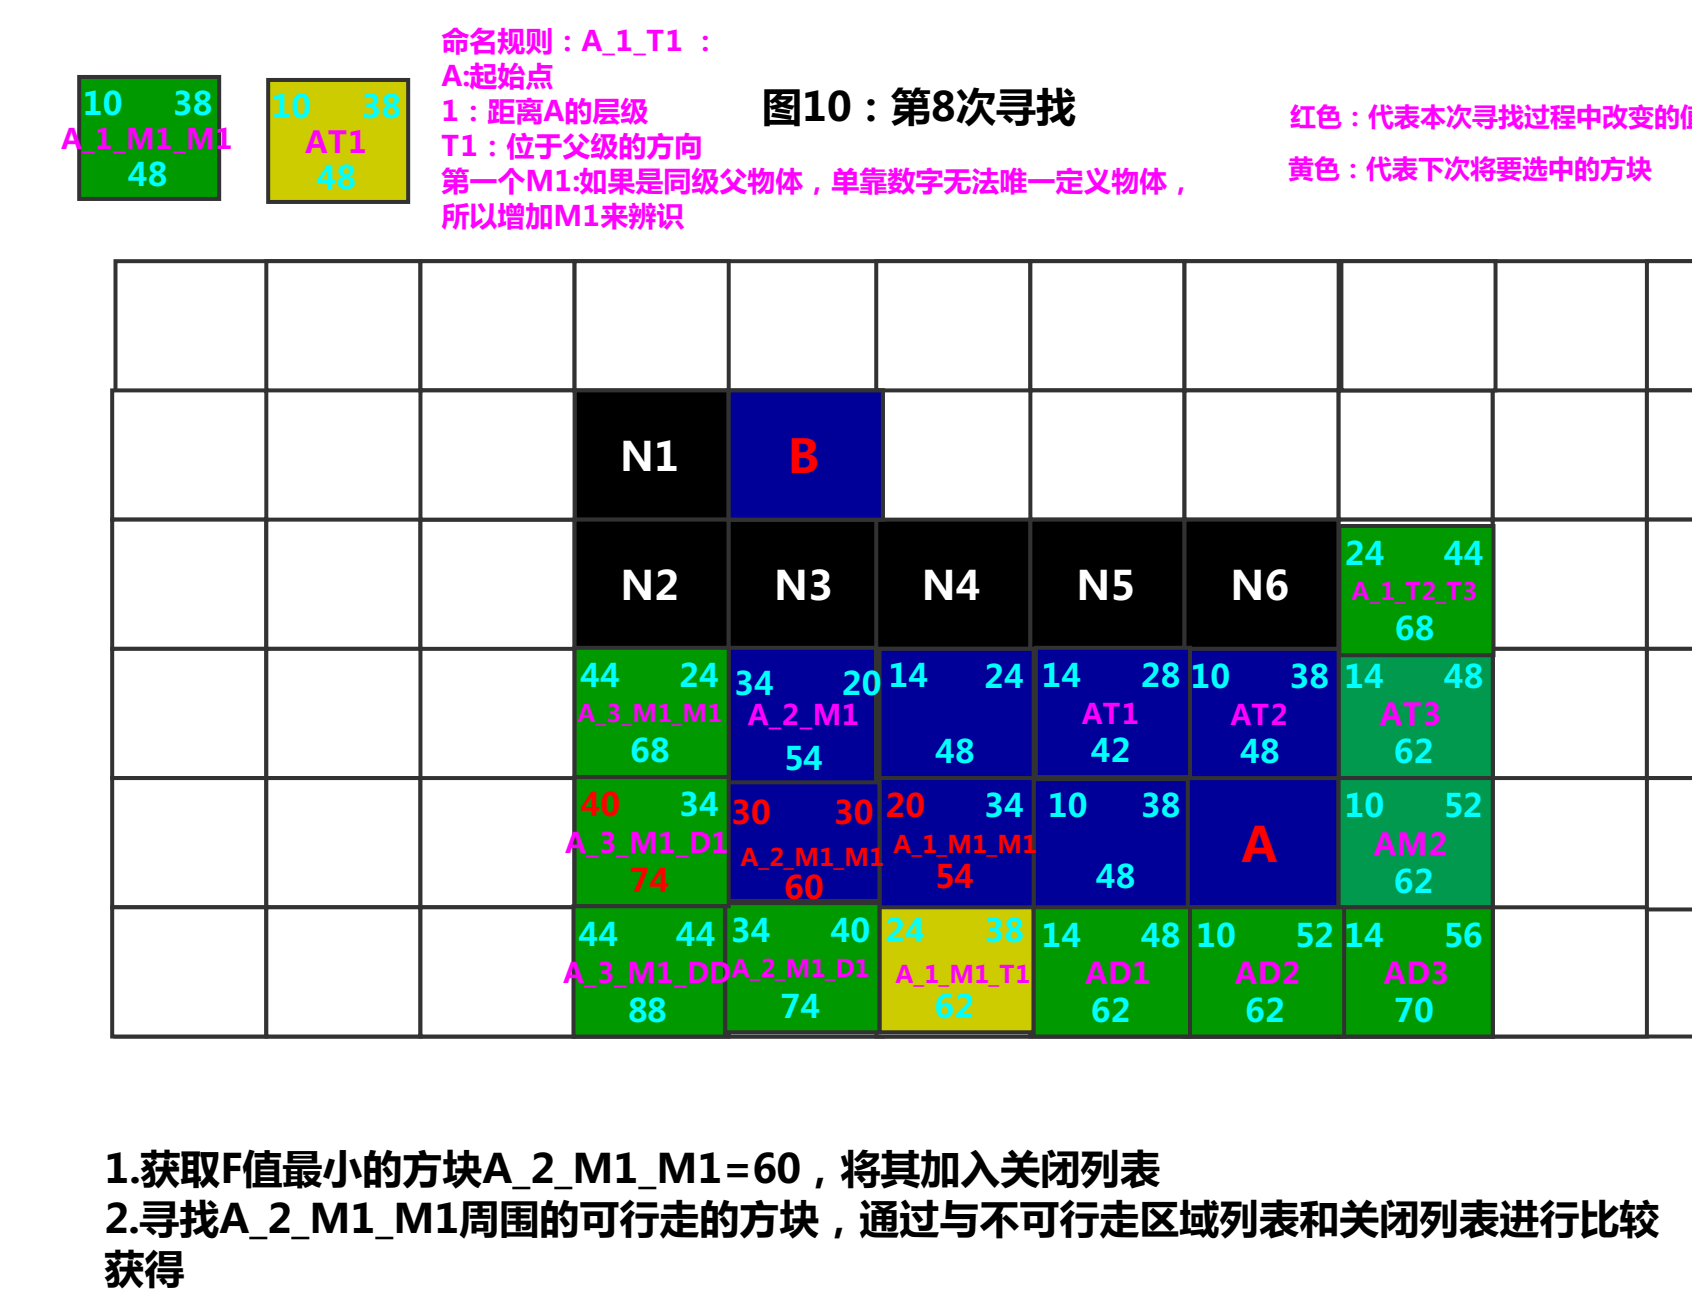 命名规则：A_1_T1 ：
A:起始点
1：距离A的层级
T1：位于父级的方向
第一个M1:如果是同级父物体，单靠数字无法唯一定义物体，
所以增加M1来辨识
10 38
A_1_M1_M1
48
10 38
AT1
48
图10：第8次寻找
红色：代表本次寻找过程中改变的
黄色：代表下次将要选中的方块
N1 B
N2 N3 N4 N5 N6
24 44
A_1_T2_T3
68
44 24 34 20 14 24 14 28 10 38 14 48
A_3_M1_M1 A_2_M1 AT1 AT2 AT3
68 54 48 42 48 62
40 34 30 30 20 34 10 38 10 52
A_3_M1_D1 A_2_M1_M1 A_1_M1_M1 A AM2
74 60 54 48 62
44 44 34 40 24 38 14 48 10 52 14 56
A_3_M1_DD A_2_M1_D1 A_1_M1_T1 AD1 AD2 AD3
88 74 62 62 62 70
1.获取F值最小的方块A_2_M1_M1=60，将其加入关闭列表
2.寻找A_2_M1_M1周围的可行走的方块，通过与不可行走区域列表和关闭列表进行比较
获得